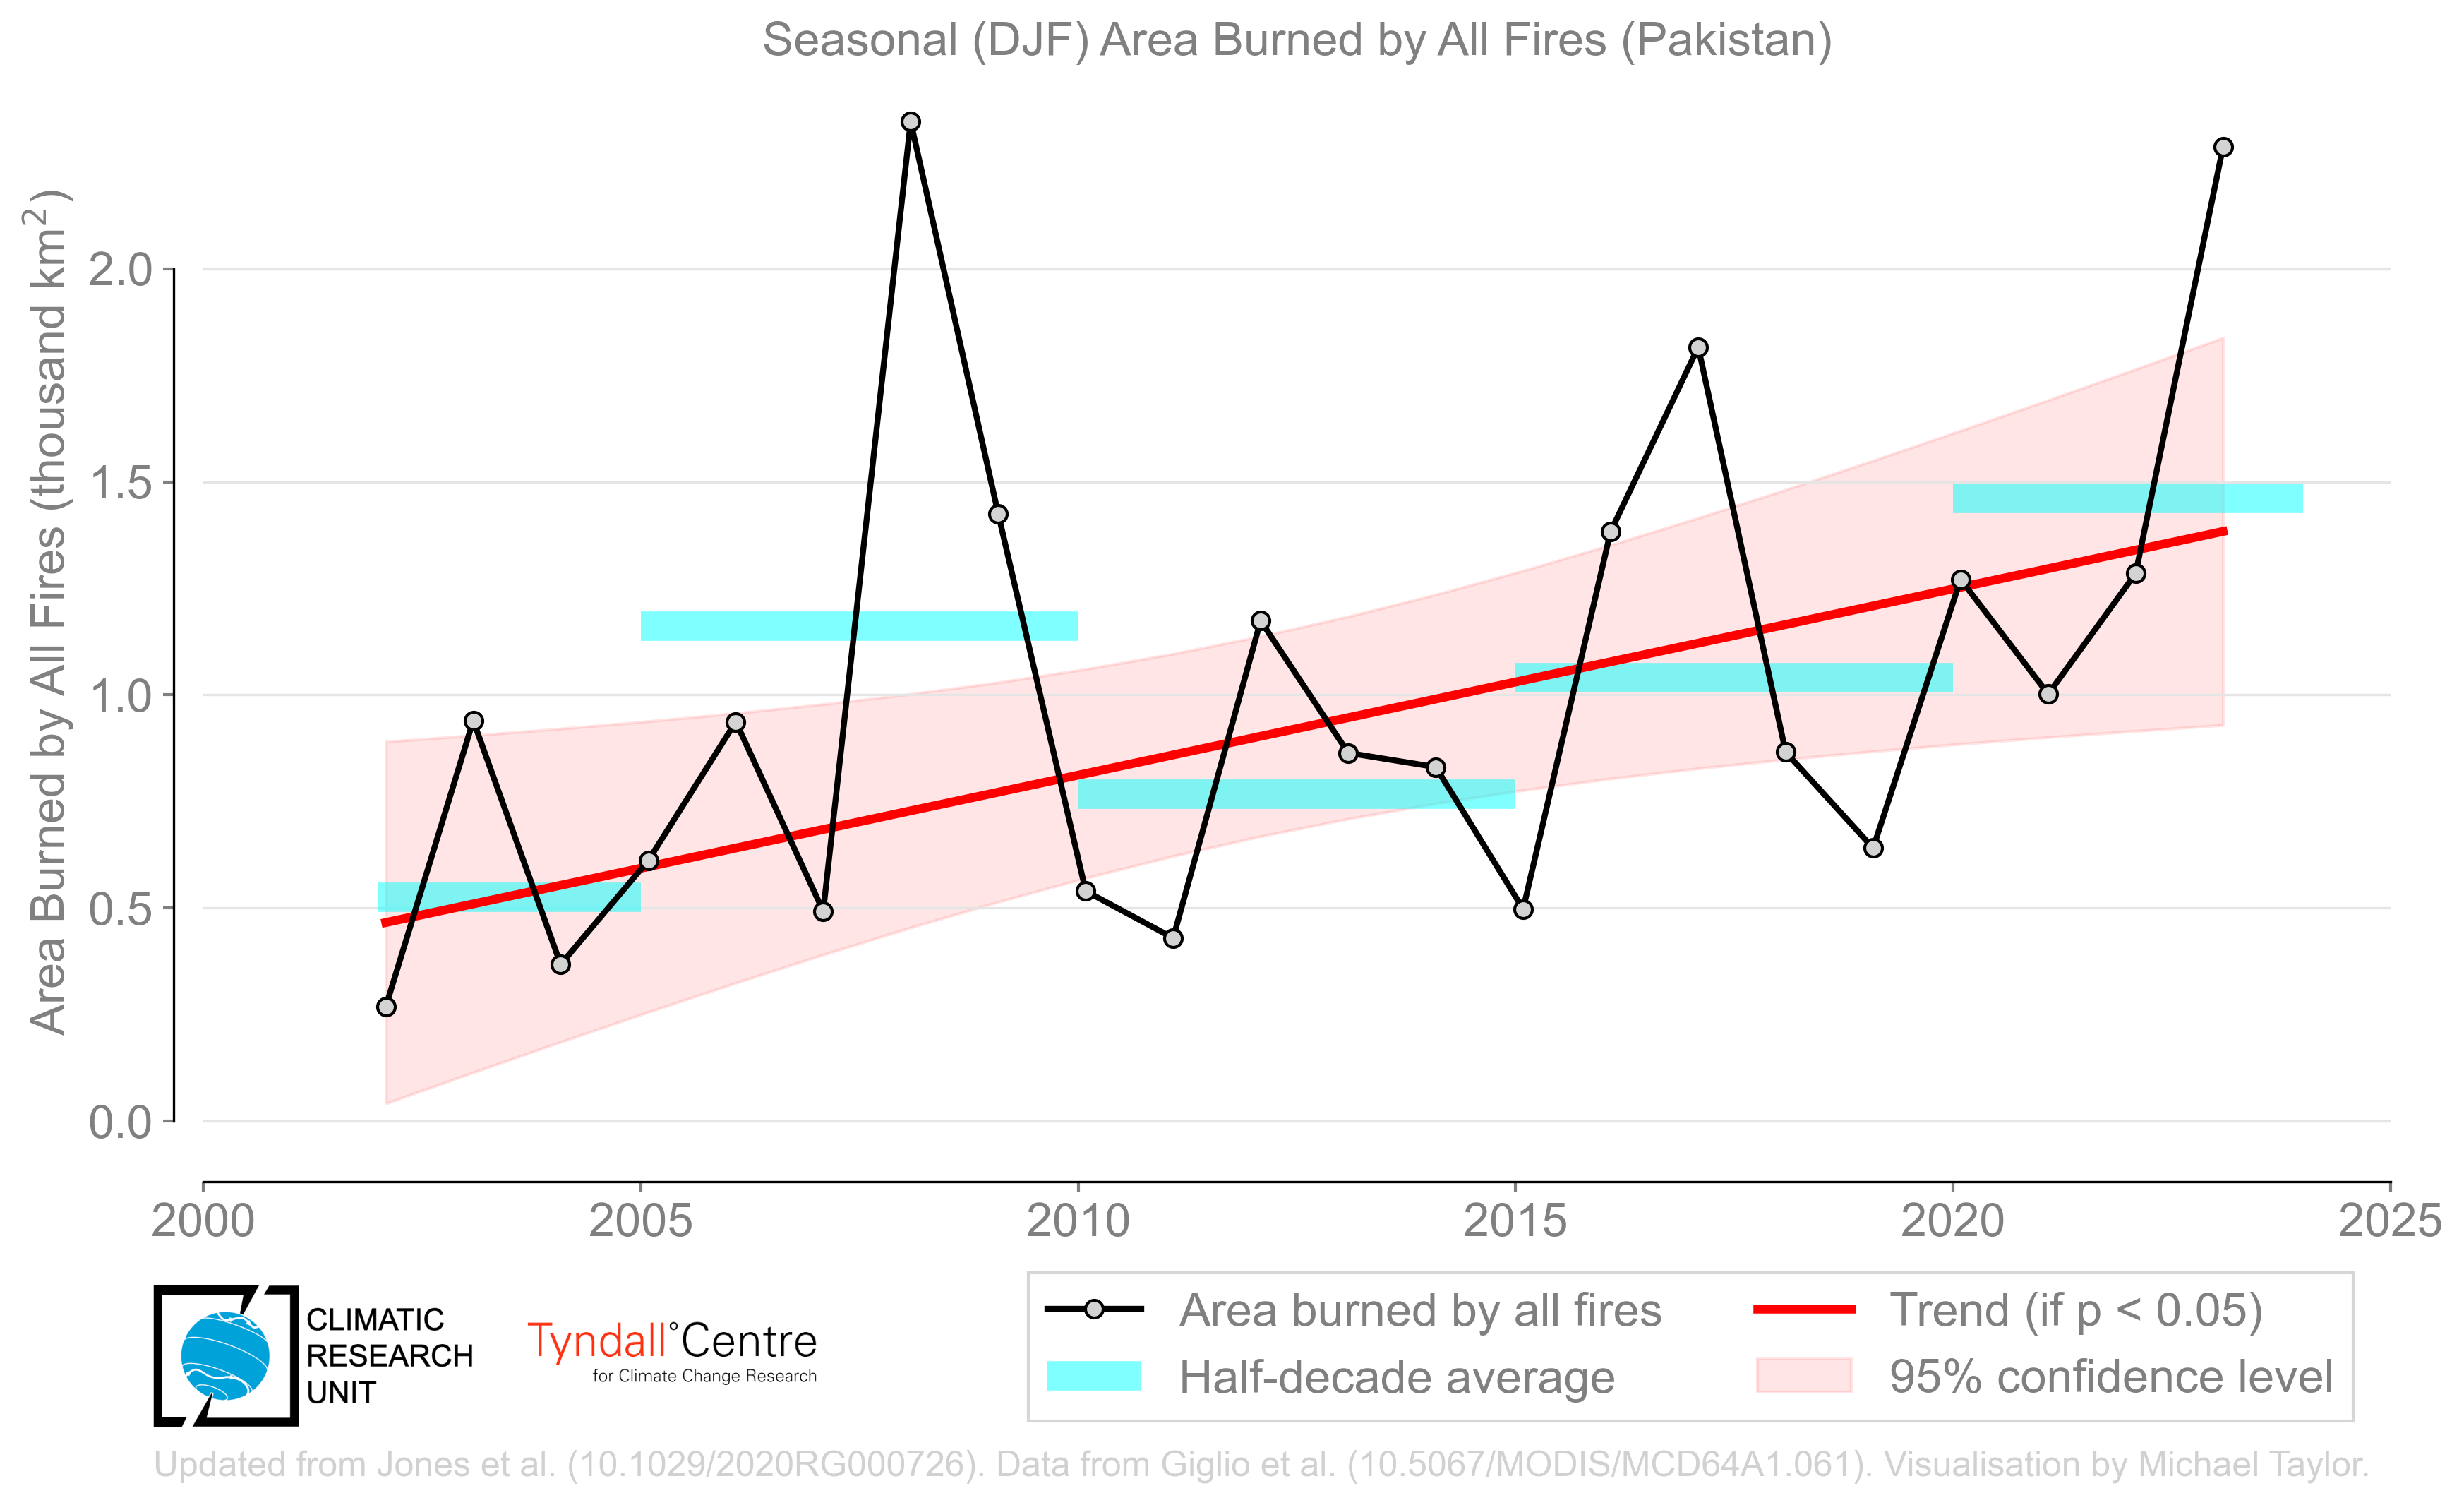 Seasonal (DJF) Area Burned by All Fires (Pakistan)
Area Burned by All Fires (thousand km²)
2.0
1.5
1.0
0.5
0.0
2000 2005 2010 2015 2020 2025
CLIMATIC
RESEARCH
UNIT
Tyndall°Centre
for Climate Change Research
Area burned by all fires
Half-decade average
Trend (if p < 0.05)
95% confidence level
Updated from Jones et al. (10.1029/2020RG000726). Data from Giglio et al. (10.5067/MODIS/MCD64A1.061). Visualisation by Michael Taylor.